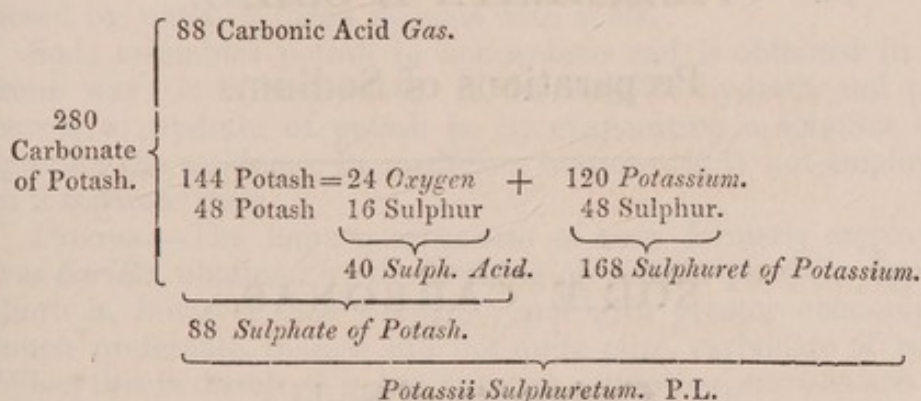 88 Carbonic Acid Gas.
280
Carbonate
of Potash.
144 Potash=24 Oxygen + 120 Potassium.
48 Potash 16 Sulphur 48 Sulphur.
40 Sulph. Acid. 168 Sulphuret of Potassium.
88 Sulphate of Potash.
Potassii Sulphuretum. P.L.